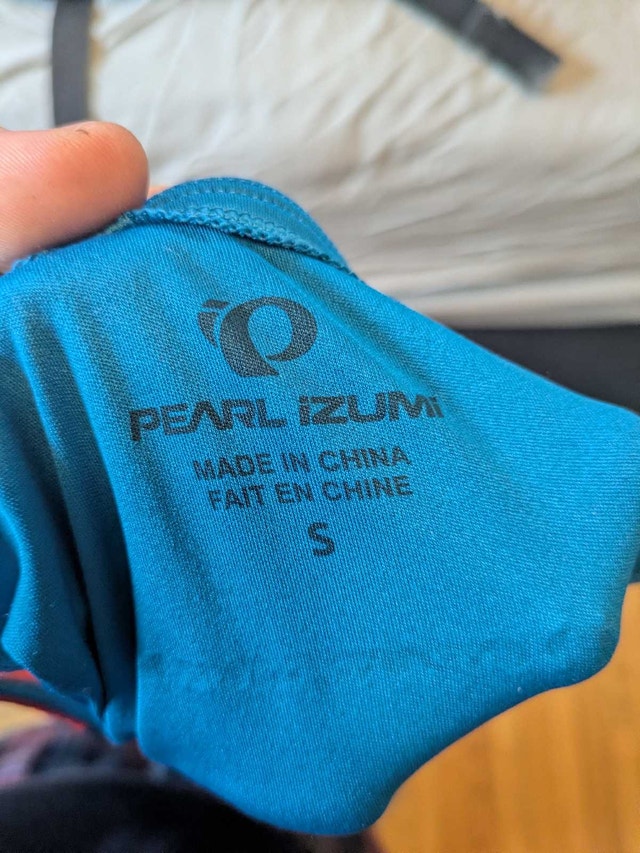 PEARL iZUMi
MADE IN CHINA
FAIT EN CHINE
S